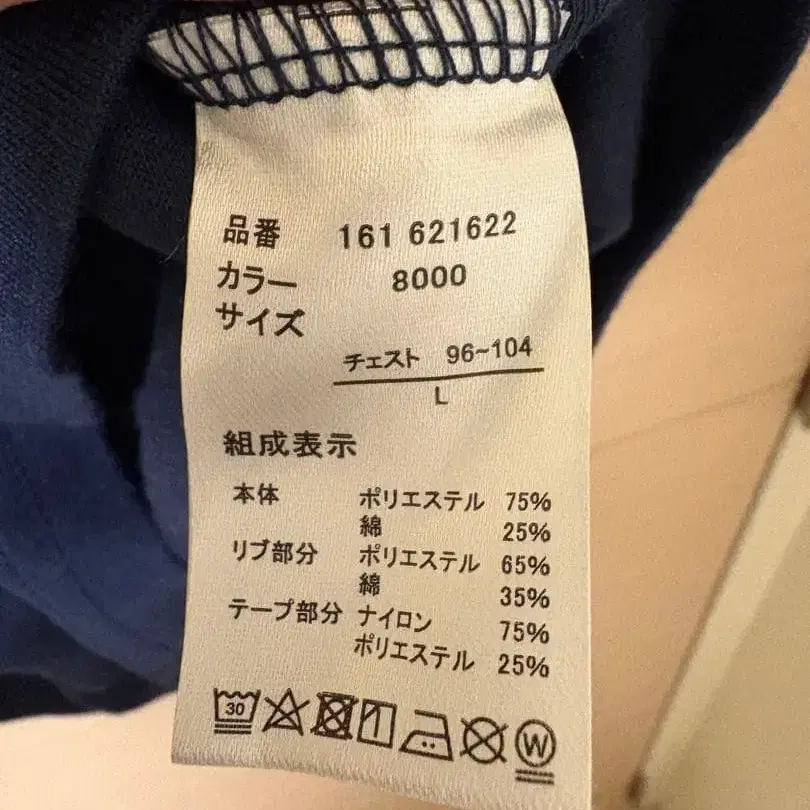 品番 161 621622
カラー 8000
サイズ
チェスト 96~104
L
組成表示
本体 ポリエステル 75%
綿 25%
リブ部分 ポリエステル 65%
綿 35%
テープ部分 ナイロン 75%
ポリエステル 25%
30 W